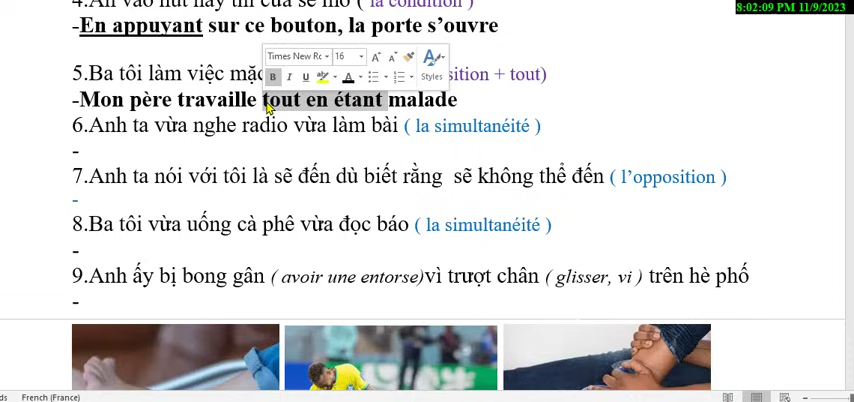 8:02:09 PM 11/9/2023
( la condition )
-En appuyant sur ce bouton, la porte s’ouvre
Times New Rc 16
B I U ab A Styles
5.Ba tôi làm việc mặc + tout)
-Mon père travaille tout en étant malade
6.Anh ta vừa nghe radio vừa làm bài ( la simultanéité )
-
7.Anh ta nói với tôi là sẽ đến dù biết rằng sẽ không thể đến ( l’opposition )
-
8.Ba tôi vừa uống cà phê vừa đọc báo ( la simultanéité )
-
9.Anh ấy bị bong gân ( avoir une entorse)vì trượt chân ( glisser, vi ) trên hè phố
-
French (France)